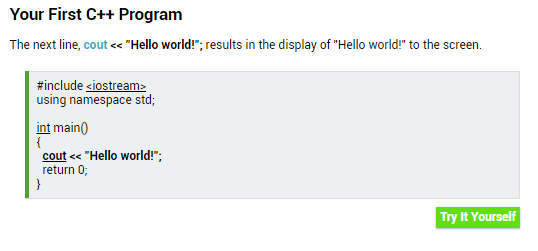 Your First C++ Program
The next line, cout << "Hello world!"; results in the display of "Hello world!" to the screen.
#include <iostream>
using namespace std;
int main()
{
cout << "Hello world!";
return 0;
}
Try It Yourself